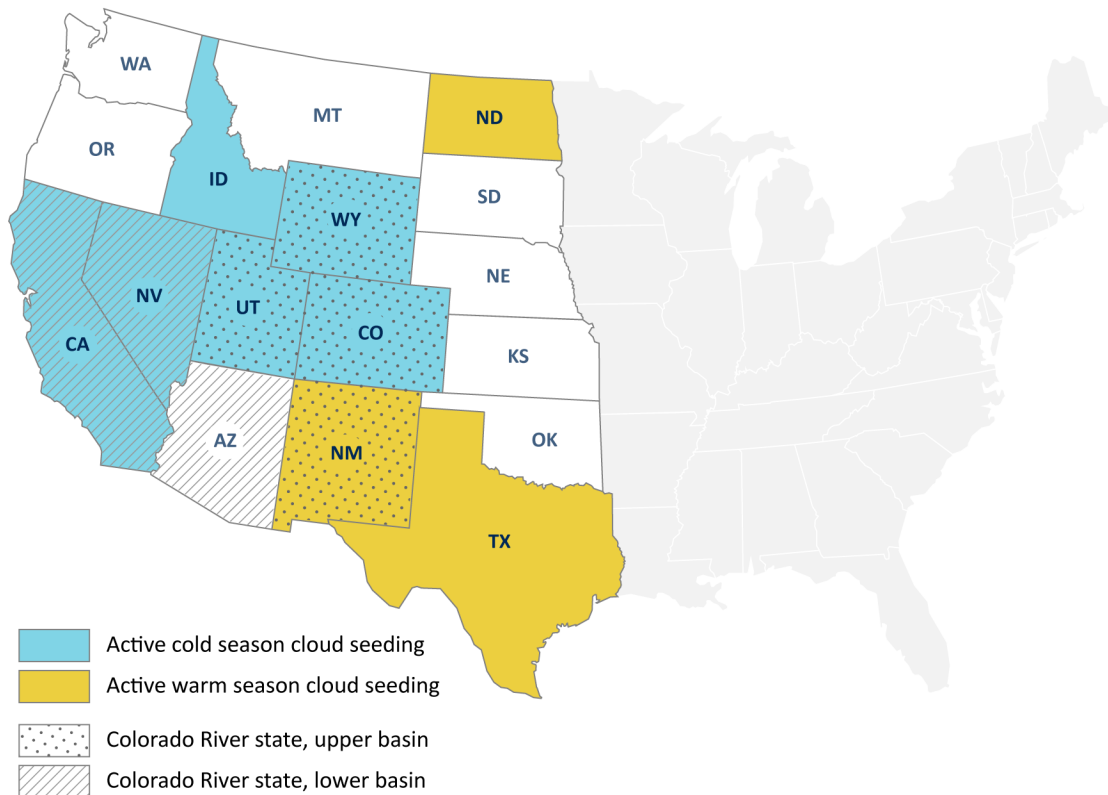 WA
MT
ND
OR
ID
SD
WY
NE
NV
UT
CO
CA
KS
AZ
NM
OK
TX
Active cold season cloud seeding
Active warm season cloud seeding
Colorado River state, upper basin
Colorado River state, lower basin